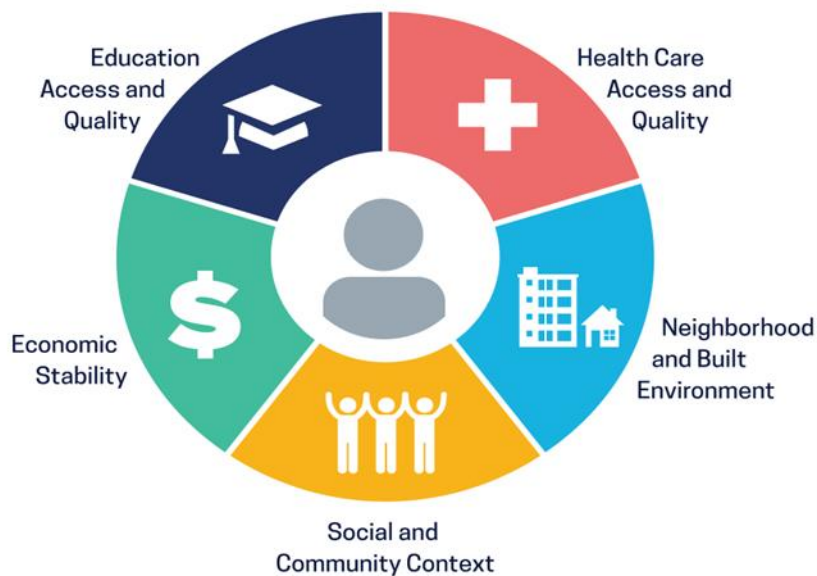 Education
Access and
Quality
Health Care
Access and
Quality
$
Economic
Stability
Neighborhood
and Built
Environment
Social and
Community Context